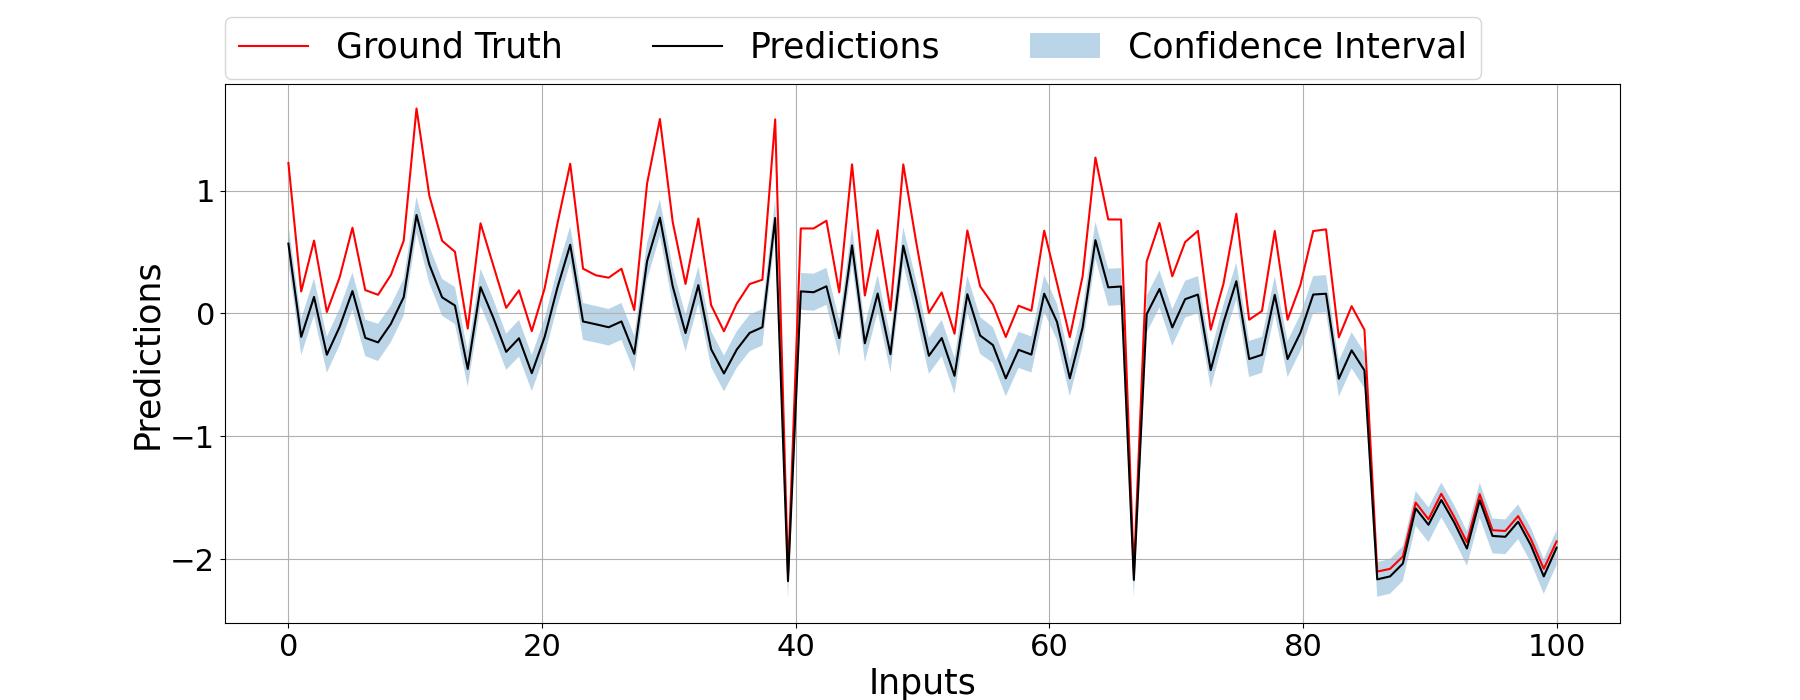 Ground Truth Predictions Confidence Interval
1
0
−1
−2
Predictions
0 20 40 60 80 100
Inputs